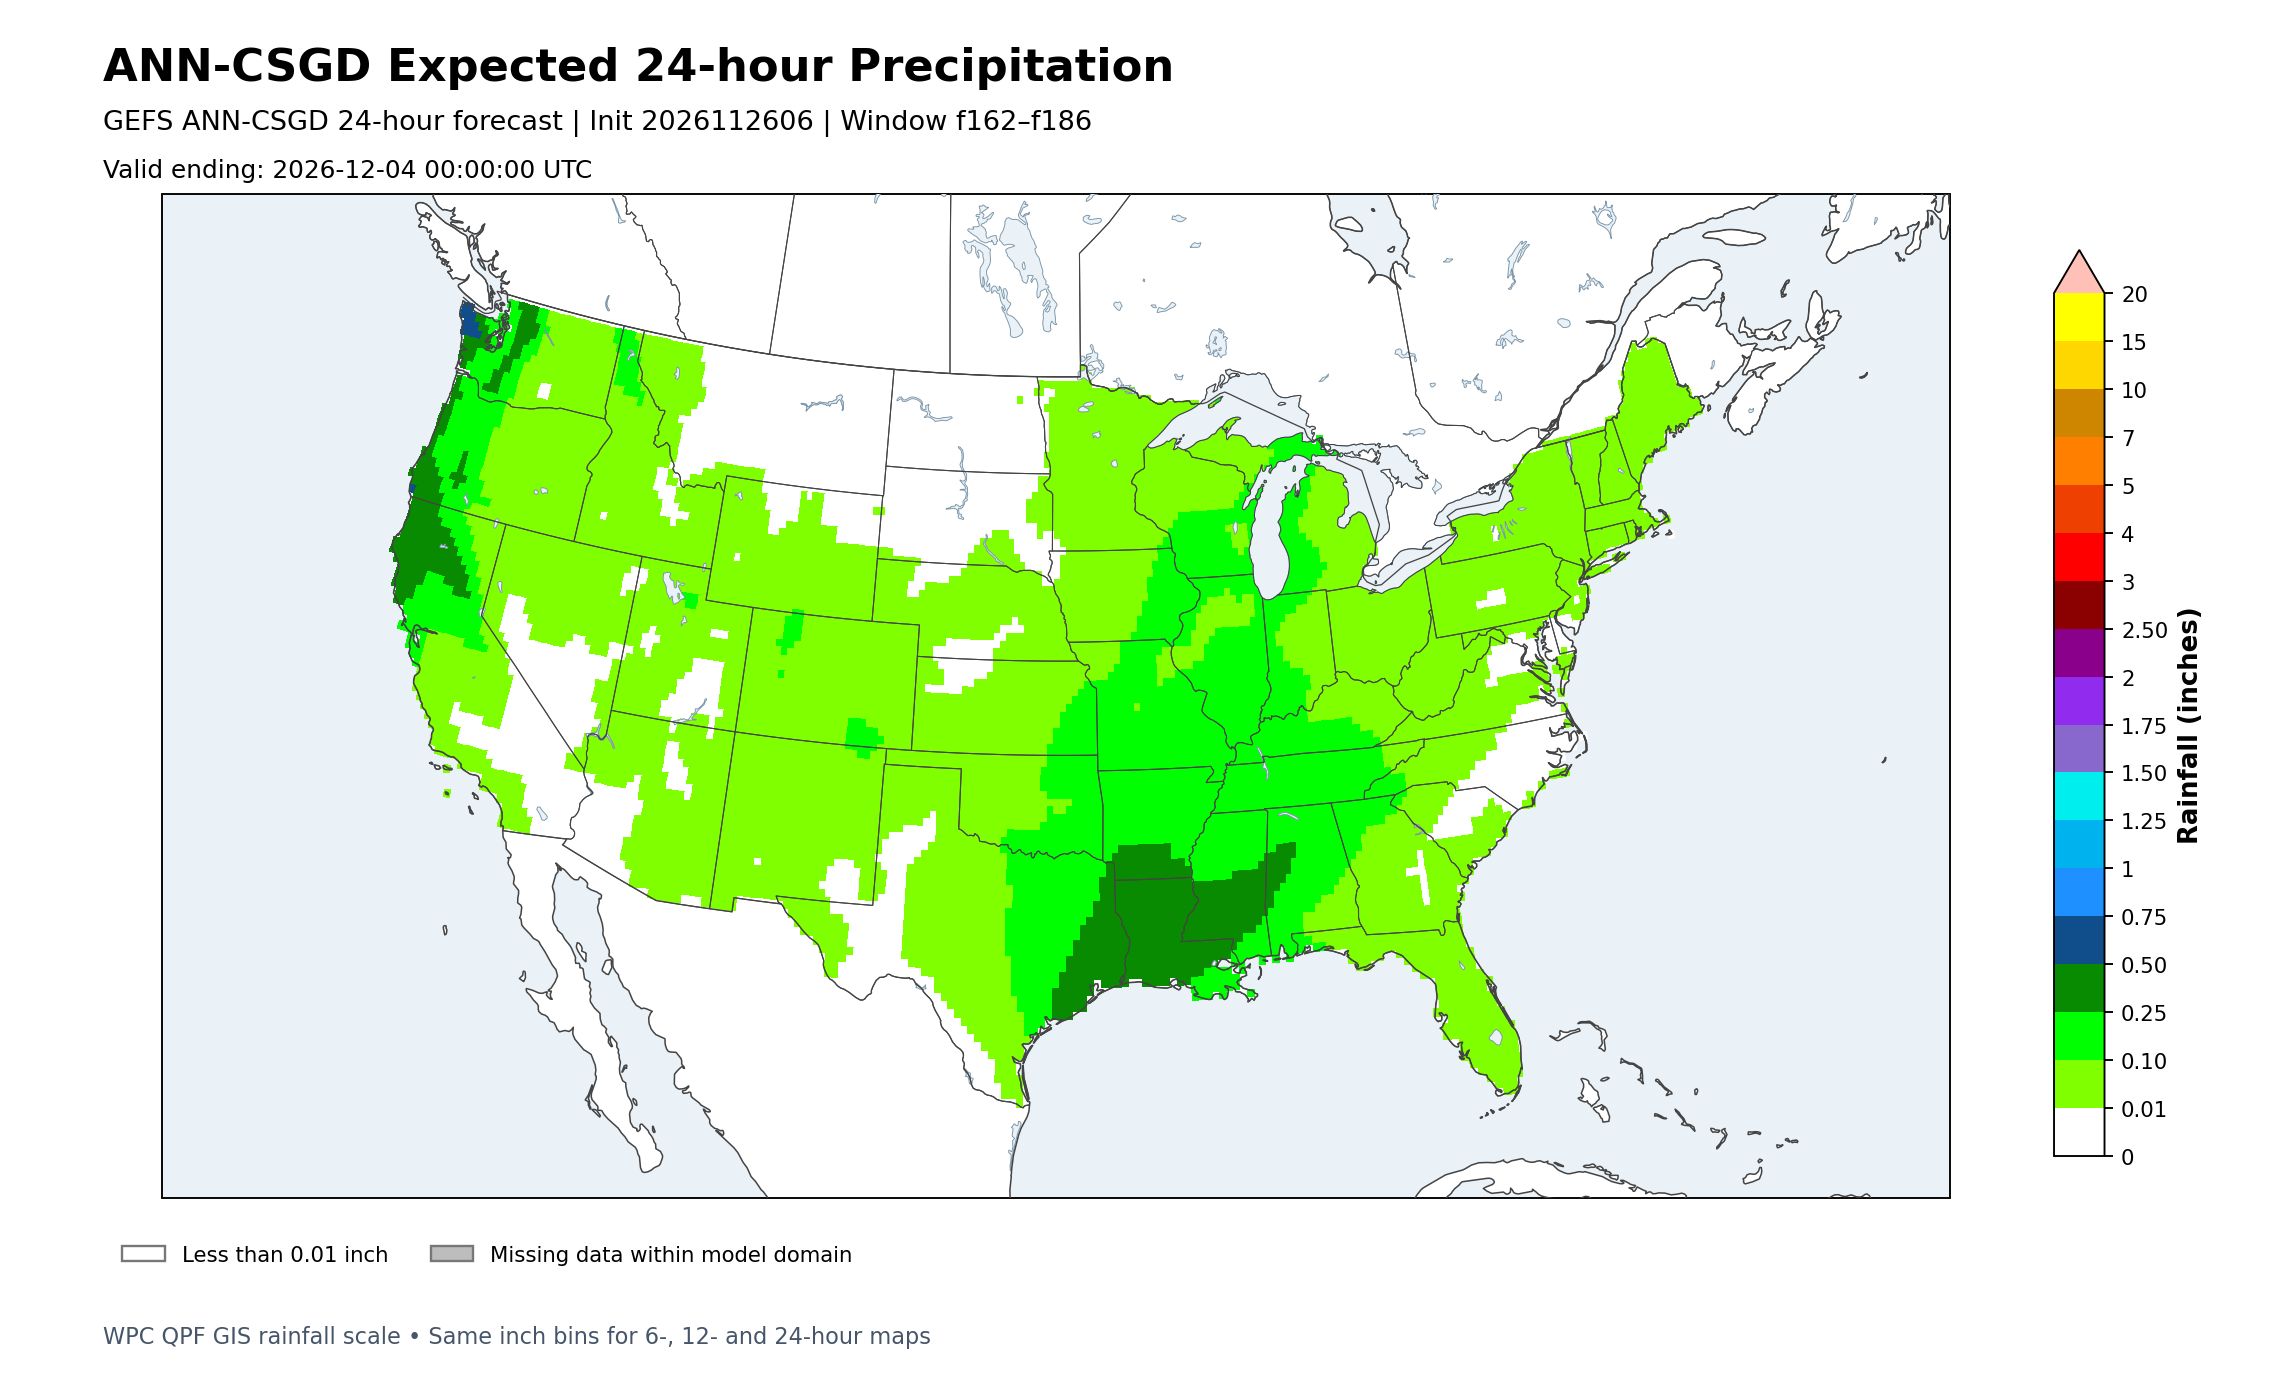 ANN-CSGD Expected 24-hour Precipitation
GEFS ANN-CSGD 24-hour forecast | Init 2026112606 | Window f162–f186
Valid ending: 2026-12-04 00:00:00 UTC
20
15
10
7
5
4
3
2.50
2
1.75
1.50
1.25
1
0.75
0.50
0.25
0.10
0.01
0
Rainfall (inches)
Less than 0.01 inch
Missing data within model domain
WPC QPF GIS rainfall scale • Same inch bins for 6-, 12- and 24-hour maps